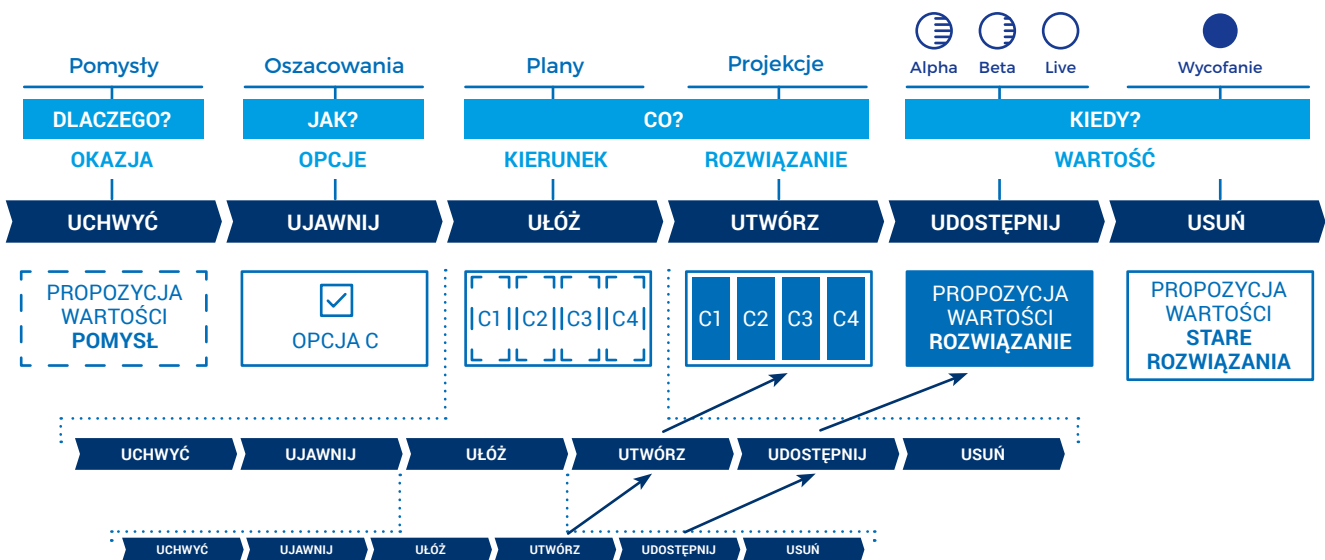 Pomysły
Oszacowania
Plany
Projekcje
Alpha Beta Live
Wycofanie
DLACZEGO?
JAK?
CO?
KIEDY?
OKAZJA
OPCJE
KIERUNEK
ROZWIĄZANIE
WARTOŚĆ
UCHWYĆ
UJAWNIJ
UŁÓŻ
UTWÓRZ
UDOSTĘPNIJ
USUŃ
PROPOZYCJA
WARTOŚCI
POMYSŁ
OPCJA C
C1 C2 C3 C4
C1 C2 C3 C4
PROPOZYCJA
WARTOŚCI
ROZWIĄZANIE
PROPOZYCJA
WARTOŚCI
STARE
ROZWIĄZANIA
UCHWYĆ
UJAWNIJ
UŁÓŻ
UTWÓRZ
UDOSTĘPNIJ
USUŃ
UCHWYĆ
UJAWNIJ
UŁÓŻ
UTWÓRZ
UDOSTĘPNIJ
USUŃ